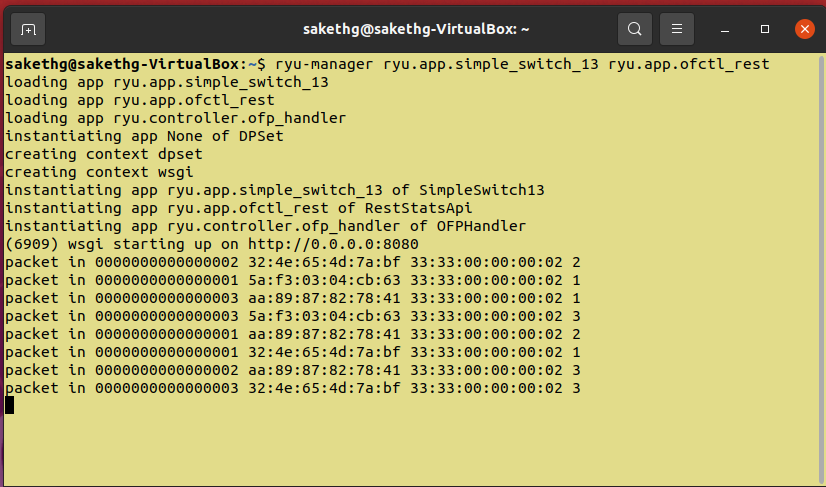 sakethg@sakethg-VirtualBox: ~
sakethg@sakethg-VirtualBox:~$ ryu-manager ryu.app.simple_switch_13 ryu.app.ofctl_rest
loading app ryu.app.simple_switch_13
loading app ryu.app.ofctl_rest
loading app ryu.controller.ofp_handler
instantiating app None of DPSet
creating context dpset
creating context wsgi
instantiating app ryu.app.simple_switch_13 of SimpleSwitch13
instantiating app ryu.app.ofctl_rest of RestStatsApi
instantiating app ryu.controller.ofp_handler of OFPHandler
(6909) wsgi starting up on http://0.0.0.0:8080
packet in 0000000000000002 32:4e:65:4d:7a:bf 33:33:00:00:00:02 2
packet in 0000000000000001 5a:f3:03:04:cb:63 33:33:00:00:00:02 1
packet in 0000000000000003 aa:89:87:82:78:41 33:33:00:00:00:02 1
packet in 0000000000000003 5a:f3:03:04:cb:63 33:33:00:00:00:02 3
packet in 0000000000000001 aa:89:87:82:78:41 33:33:00:00:00:02 2
packet in 0000000000000001 32:4e:65:4d:7a:bf 33:33:00:00:00:02 1
packet in 0000000000000002 aa:89:87:82:78:41 33:33:00:00:00:02 3
packet in 0000000000000003 32:4e:65:4d:7a:bf 33:33:00:00:00:02 3